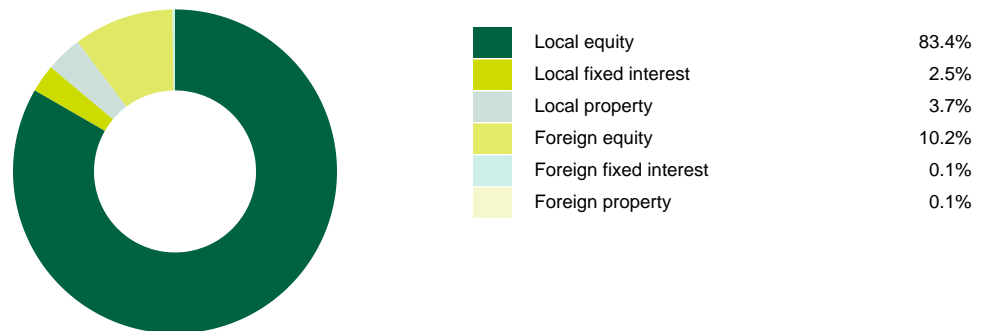 Local equity 83.4%
Local fixed interest 2.5%
Local property 3.7%
Foreign equity 10.2%
Foreign fixed interest 0.1%
Foreign property 0.1%